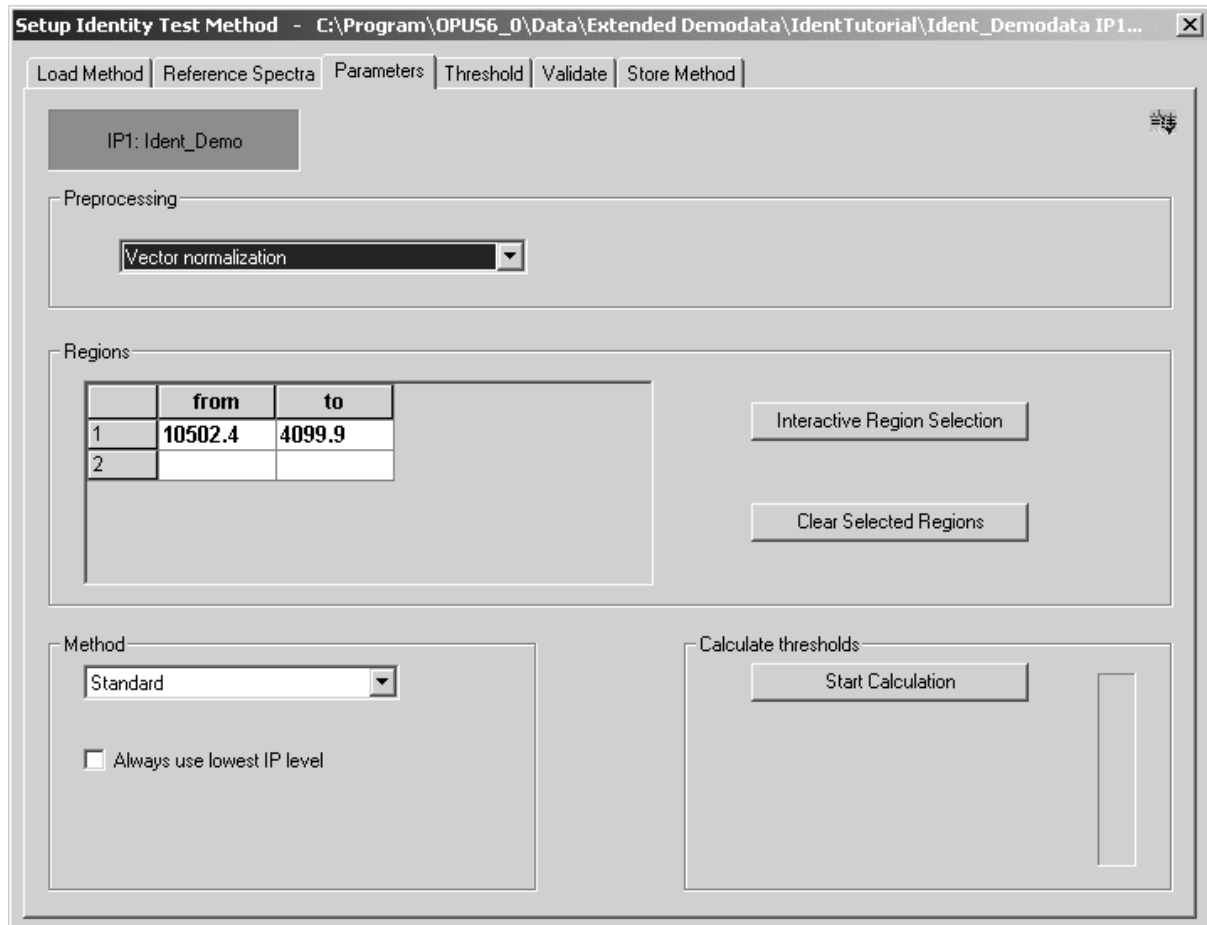 Setup Identity Test Method - C:\Program\OPUS6_0\Data\Extended Demodata\IdentTutorial\Ident_Demodata IP1...
Load Method Reference Spectra Parameters Threshold Validate Store Method
IP1: Ident_Demo
Preprocessing
Vector normalization
Regions
from to
1 10502.4 4099.9
2
Interactive Region Selection
Clear Selected Regions
Method
Standard
Always use lowest IP level
Calculate thresholds
Start Calculation